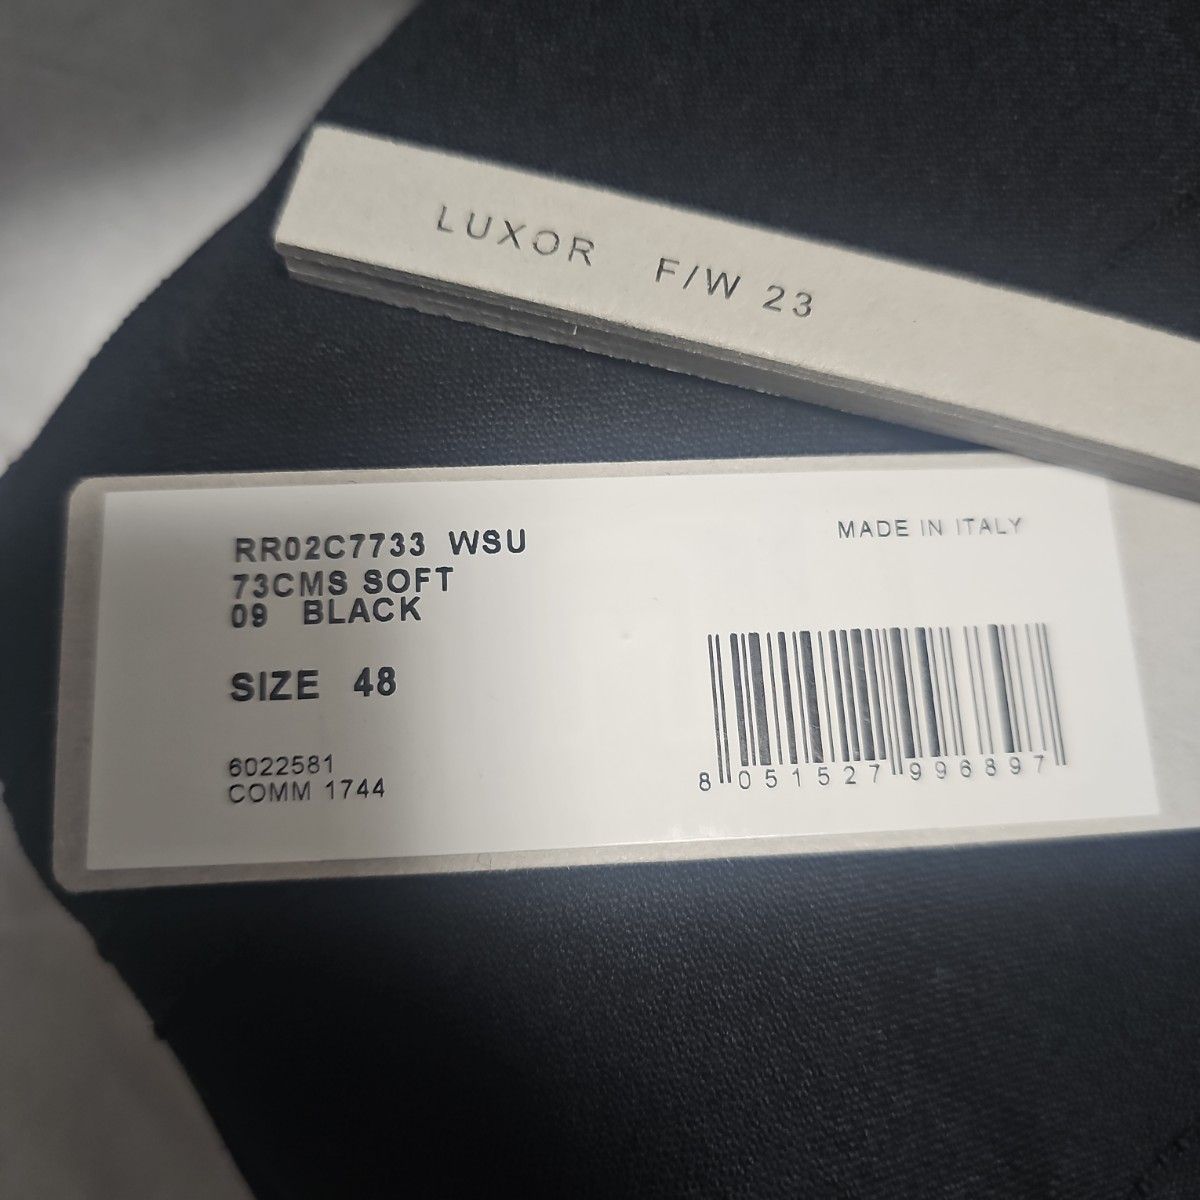 LUXOR F/W 23
RR02C7733 WSU
73CMS SOFT
09 BLACK
SIZE 48
6022581
COMM 1744
MADE IN ITALY
8 051527 996897